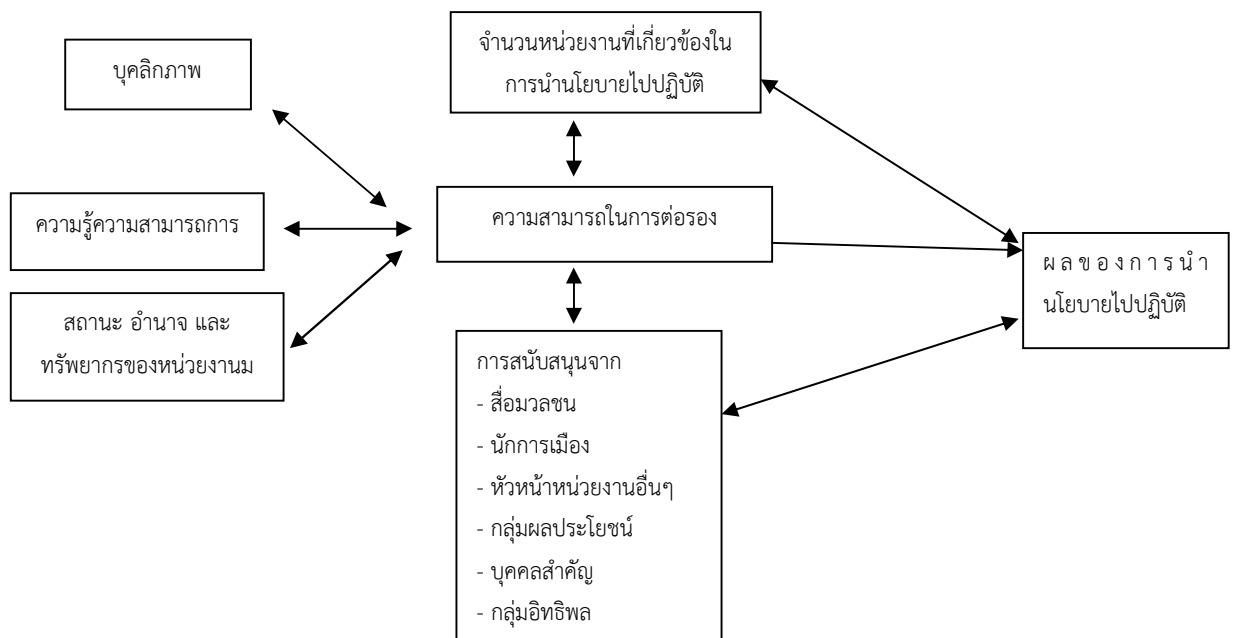 บุคลิกภาพ
จำนวนหน่วยงานที่เกี่ยวข้องใน
การนำนโยบายไปปฏิบัติ
ความรู้ความสามารถการ
ความสามารถในการต่อรอง
สถานะ อำนาจ และ
ทรัพยากรของหน่วยงานม
ผลของการนำ
นโยบายไปปฏิบัติ
การสนับสนุนจาก
- สื่อมวลชน
- นักการเมือง
- หัวหน้าหน่วยงานอื่นๆ
- กลุ่มผลประโยชน์
- บุคคลสำคัญ
- กลุ่มอิทธิพล